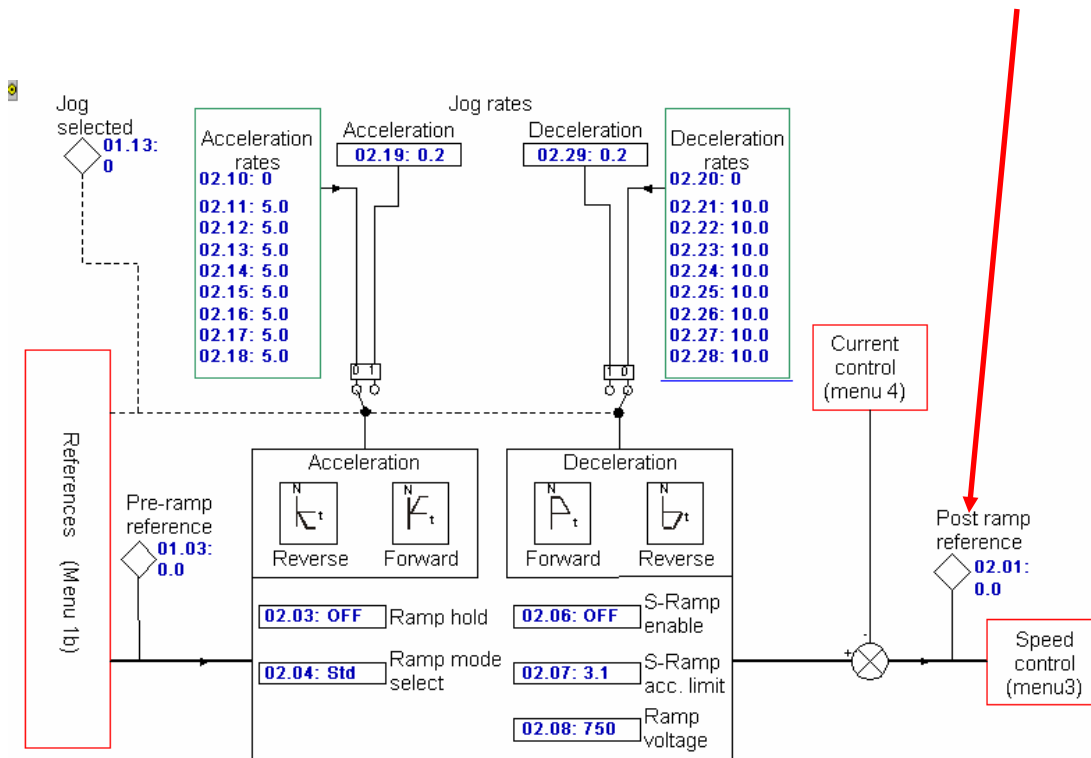 Jog
selected
01.13:
0
Acceleration
rates
02.10: 0
02.11: 5.0
02.12: 5.0
02.13: 5.0
02.14: 5.0
02.15: 5.0
02.16: 5.0
02.17: 5.0
02.18: 5.0
Jog rates
Acceleration
02.19: 0.2
Deceleration
02.29: 0.2
Deceleration
rates
02.20: 0
02.21: 10.0
02.22: 10.0
02.23: 10.0
02.24: 10.0
02.25: 10.0
02.26: 10.0
02.27: 10.0
02.28: 10.0
0 1
1 0
Current
control
(menu 4)
References (Menu 1b)
Pre-ramp
reference
01.03:
0.0
Acceleration
N
t
Reverse
N
t
Forward
Deceleration
N
t
Forward
N
t
Reverse
02.03: OFF Ramp hold
02.04: Std Ramp mode
select
02.06: OFF S-Ramp
enable
02.07: 3.1 S-Ramp
acc. limit
02.08: 750 Ramp
voltage
+
-
Post ramp
reference
02.01:
0.0
Speed
control
(menu3)